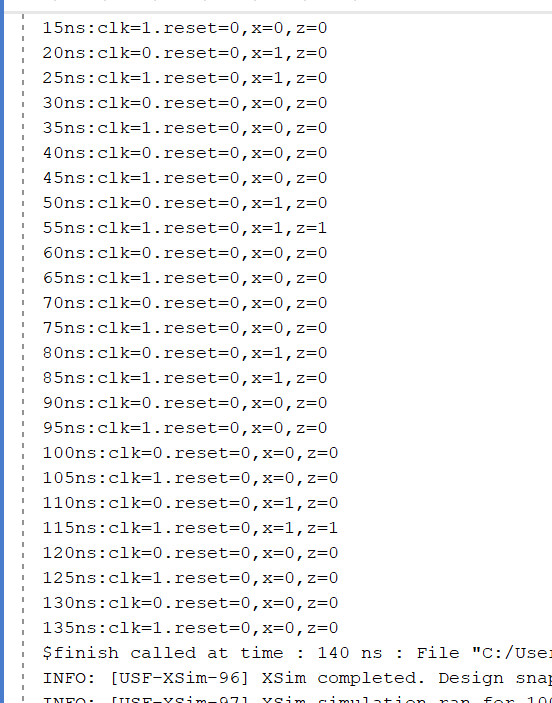 15ns:clk=1.reset=0,x=0,z=0
20ns:clk=0.reset=0,x=1,z=0
25ns:clk=1.reset=0,x=1,z=0
30ns:clk=0.reset=0,x=0,z=0
35ns:clk=1.reset=0,x=0,z=0
40ns:clk=0.reset=0,x=0,z=0
45ns:clk=1.reset=0,x=0,z=0
50ns:clk=0.reset=0,x=1,z=0
55ns:clk=1.reset=0,x=1,z=1
60ns:clk=0.reset=0,x=0,z=0
65ns:clk=1.reset=0,x=0,z=0
70ns:clk=0.reset=0,x=0,z=0
75ns:clk=1.reset=0,x=0,z=0
80ns:clk=0.reset=0,x=1,z=0
85ns:clk=1.reset=0,x=1,z=0
90ns:clk=0.reset=0,x=0,z=0
95ns:clk=1.reset=0,x=0,z=0
100ns:clk=0.reset=0,x=0,z=0
105ns:clk=1.reset=0,x=0,z=0
110ns:clk=0.reset=0,x=1,z=0
115ns:clk=1.reset=0,x=1,z=1
120ns:clk=0.reset=0,x=0,z=0
125ns:clk=1.reset=0,x=0,z=0
130ns:clk=0.reset=0,x=0,z=0
135ns:clk=1.reset=0,x=0,z=0
$finish called at time : 140 ns : File "C:/User
INFO: [USF-XSim-96] XSim completed. Design snap
INFO: [USF-XSim-97] XSim simulation ran for 100